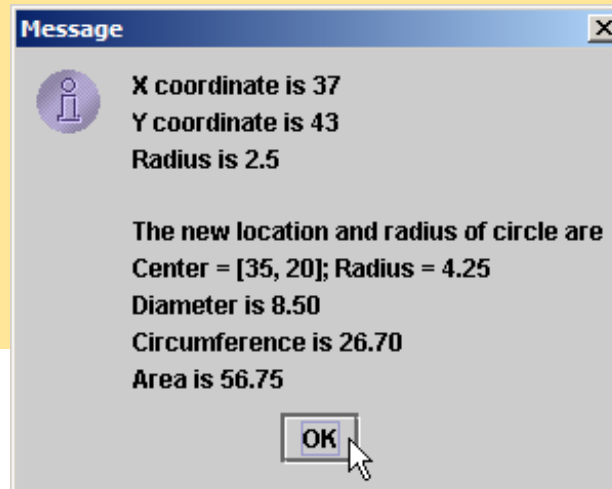 Message
X coordinate is 37
Y coordinate is 43
Radius is 2.5
The new location and radius of circle are
Center = [35, 20]; Radius = 4.25
Diameter is 8.50
Circumference is 26.70
Area is 56.75
OK